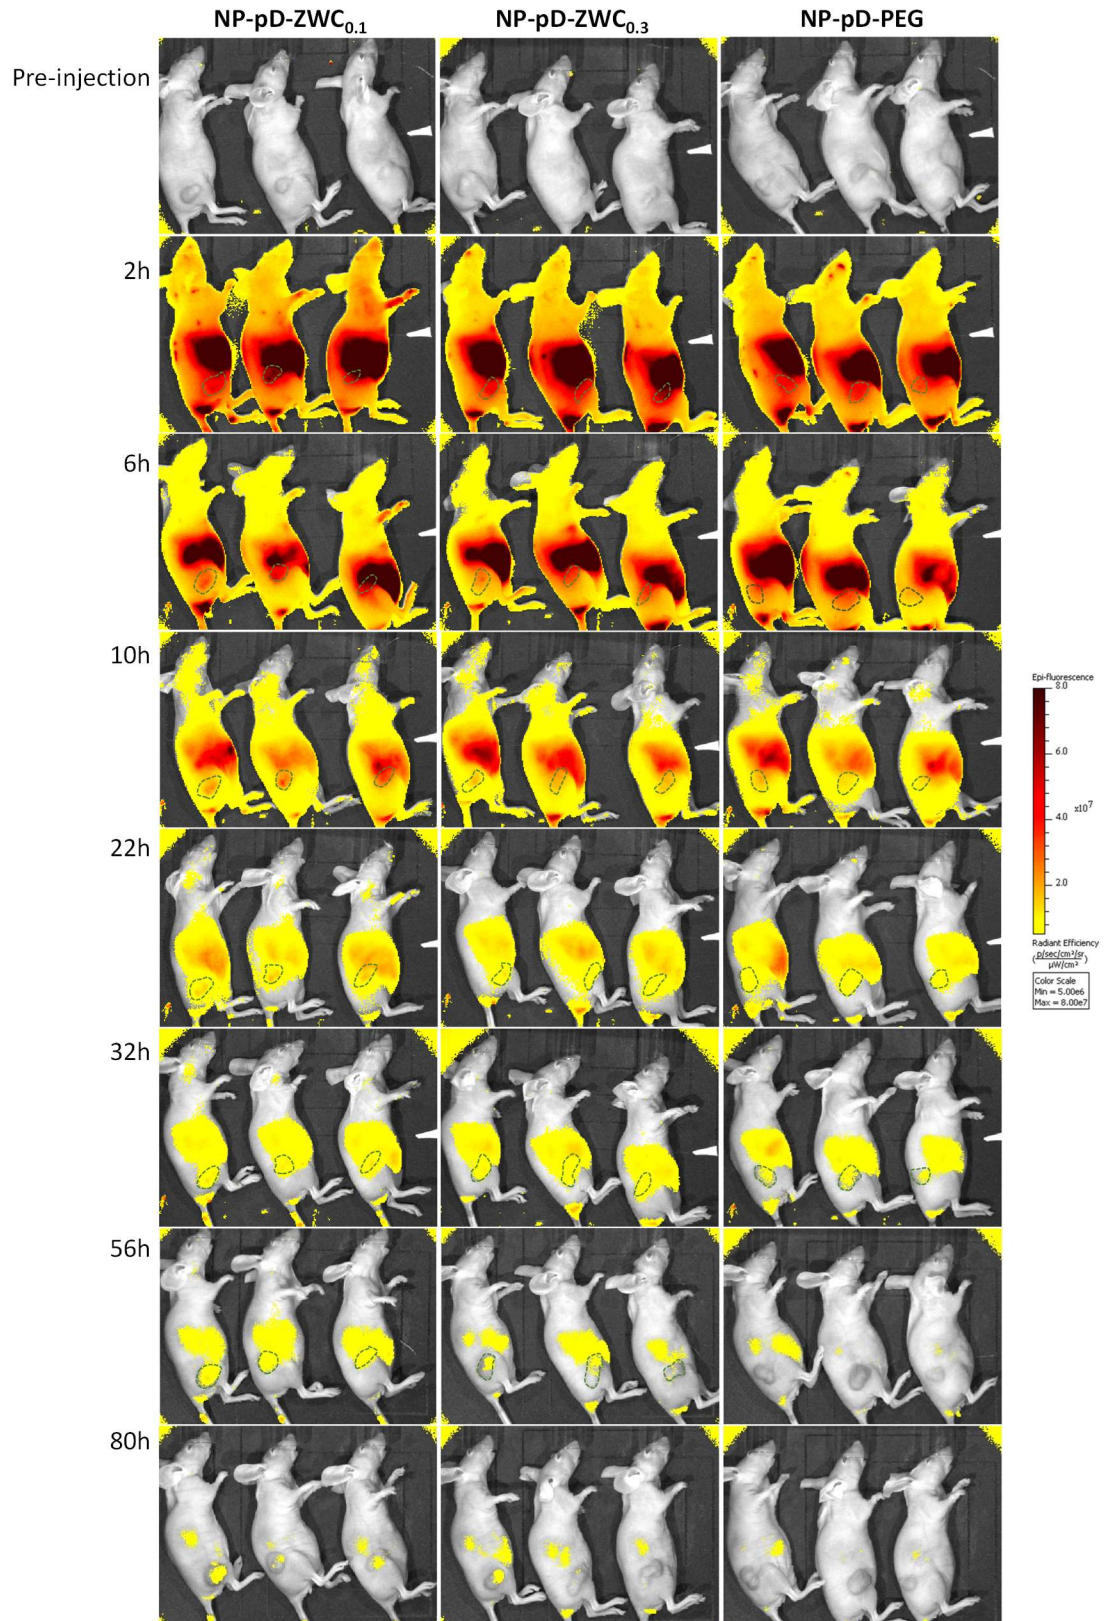 NP-pD-ZWC0.1 NP-pD-ZWC0.3 NP-pD-PEG
Pre-injection
2h
6h
10h
Epi-fluorescence
8.0
6.0
x10⁷
4.0
22h
2.0
Radiant Efficiency
(p/sec/cm²/sr / µW/cm²)
Color Scale
Min = 5.00e6
Max = 8.00e7
32h
56h
80h